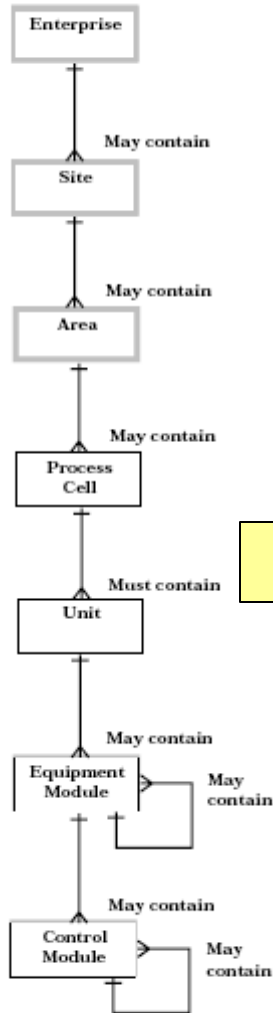 Enterprise
May contain
Site
May contain
Area
May contain
Process
Cell
Must contain
Unit
May contain
Equipment
Module
May
contain
May contain
Control
Module
May
contain